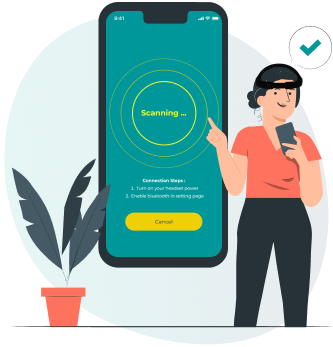 9:41
Scanning ...
Connection Steps :
1. Turn on your headset power
2. Enable bluetooth in setting page
Cancel